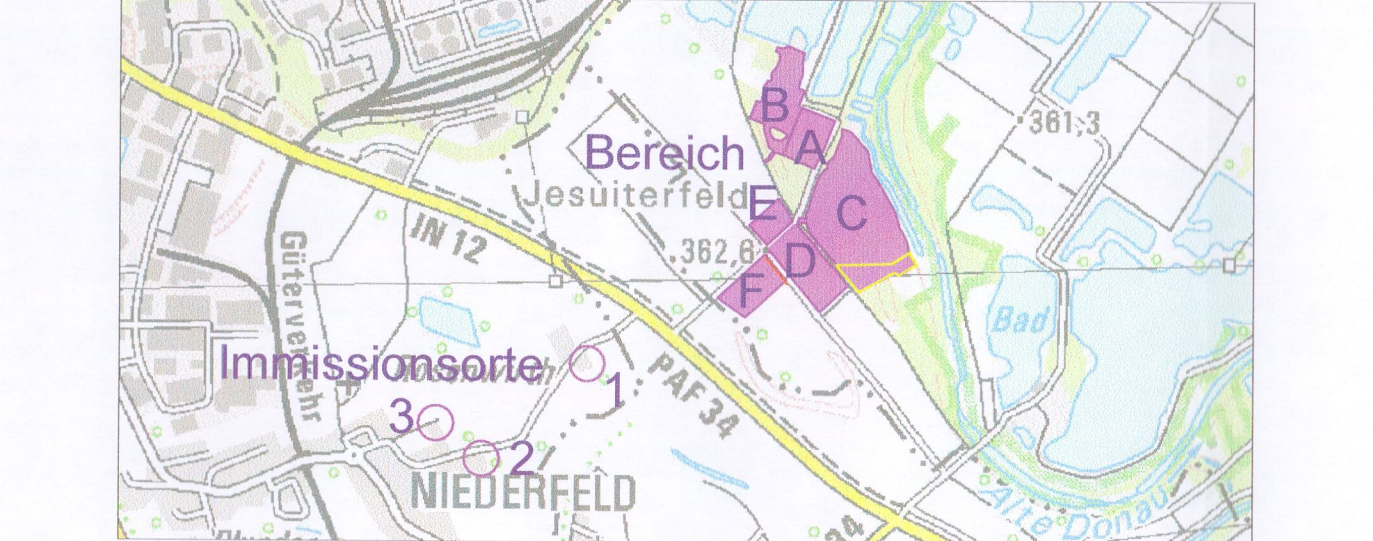 B
361,3
Bereich
A
Jesuiterfeld
E
C
IN 12
362,6
D
F
Güterverkehr
Bad
Immissionsorte
1
PAF 34
3
2
NIEDERFELD
Alte Donau
34